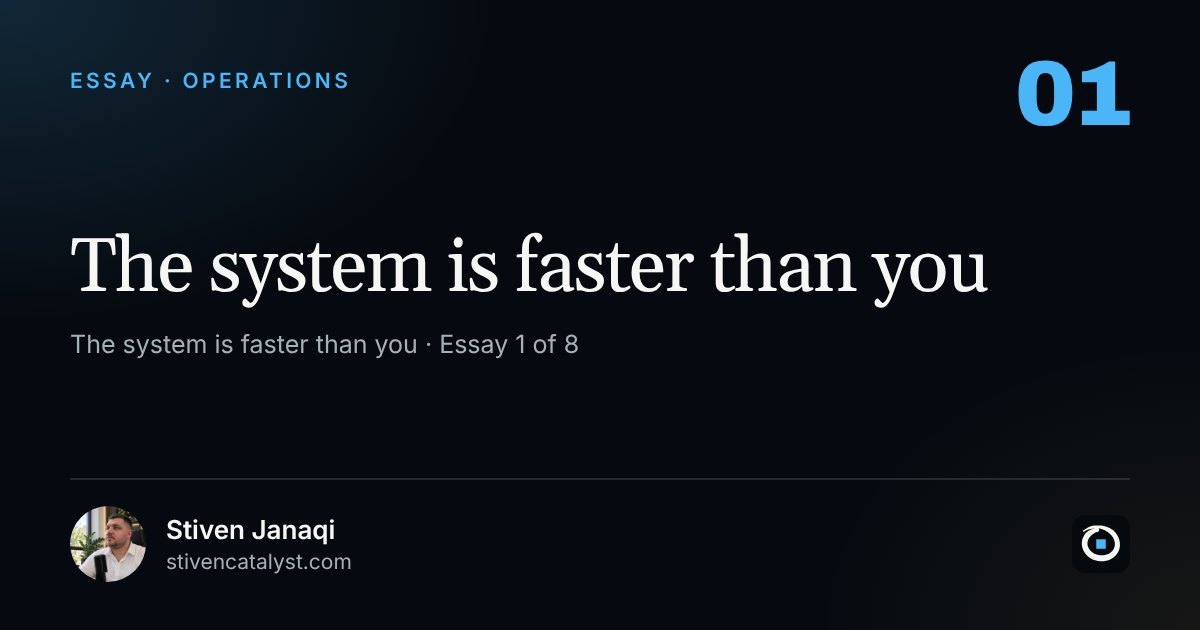 ESSAY · OPERATIONS
01
The system is faster than you
The system is faster than you · Essay 1 of 8
Stiven Janaqi
stivencatalyst.com